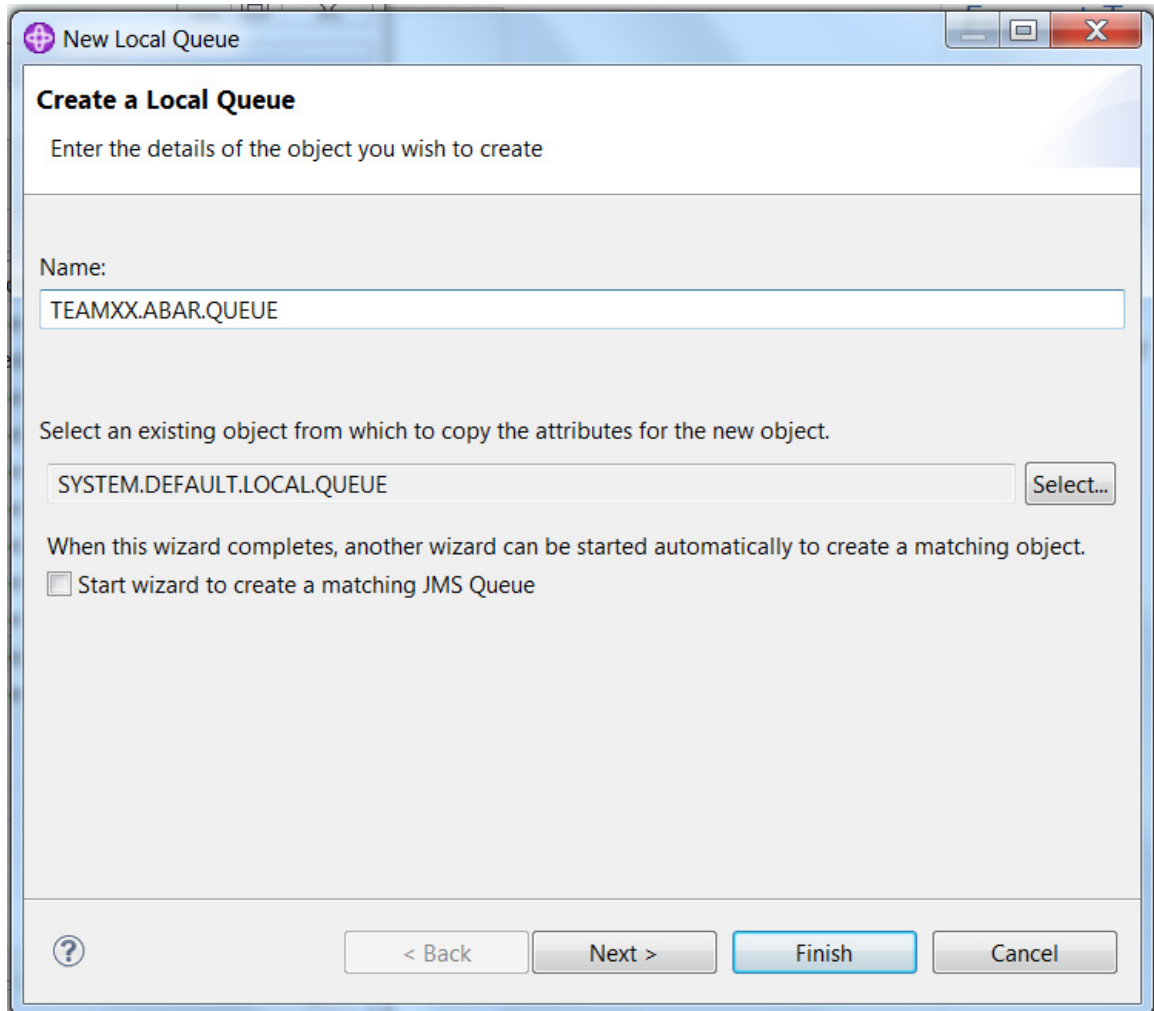 New Local Queue
Create a Local Queue
Enter the details of the object you wish to create
Name:
TEAMXX.ABAR.QUEUE
Select an existing object from which to copy the attributes for the new object.
SYSTEM.DEFAULT.LOCAL.QUEUE
Select...
When this wizard completes, another wizard can be started automatically to create a matching object.
Start wizard to create a matching JMS Queue
?
< Back
Next >
Finish
Cancel